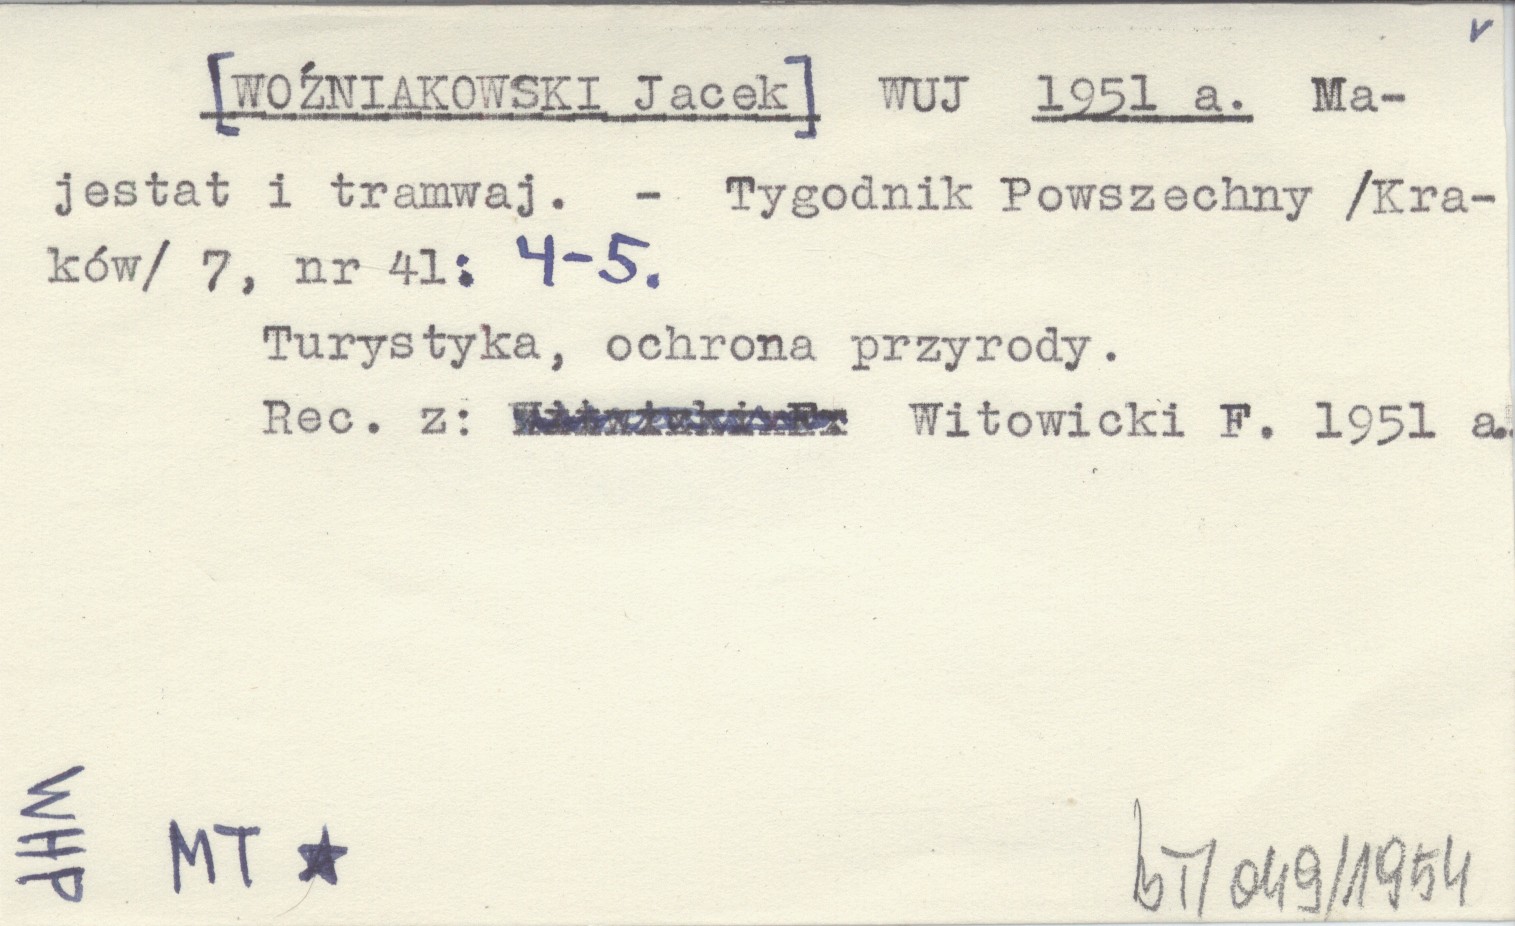 [WOŹNIAKOWSKI Jacek] WUJ 1951 a. Ma-
jestat i tramwaj. - Tygodnik Powszechny /Kra-
ków/ 7, nr 41: 4-5.
Turystyka, ochrona przyrody.
Rec. z: Witowicki F. 1951 a.
WHP
MT ★
bT/049/1954